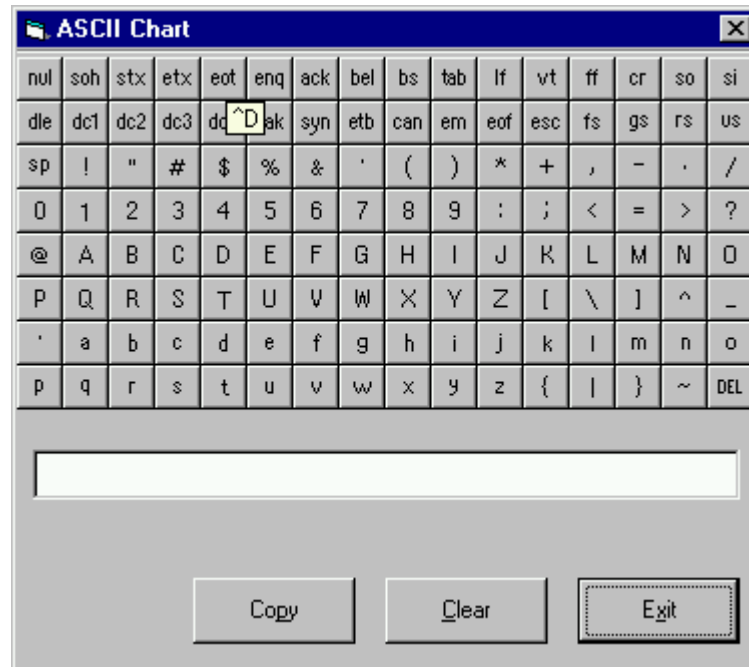 ASCII Chart
nul soh stx etx eot enq ack bel bs tab lf vt ff cr so si
dle dc1 dc2 dc3 ^D syn etb can em eof esc fs gs rs us
sp ! " # $ % & ' ( ) * + , - . /
0 1 2 3 4 5 6 7 8 9 : ; < = > ?
@ A B C D E F G H I J K L M N O
P Q R S T U V W X Y Z [ \ ] ^ _
' a b c d e f g h i j k l m n o
p q r s t u v w x y z { | } ~ DEL
Copy Clear Exit